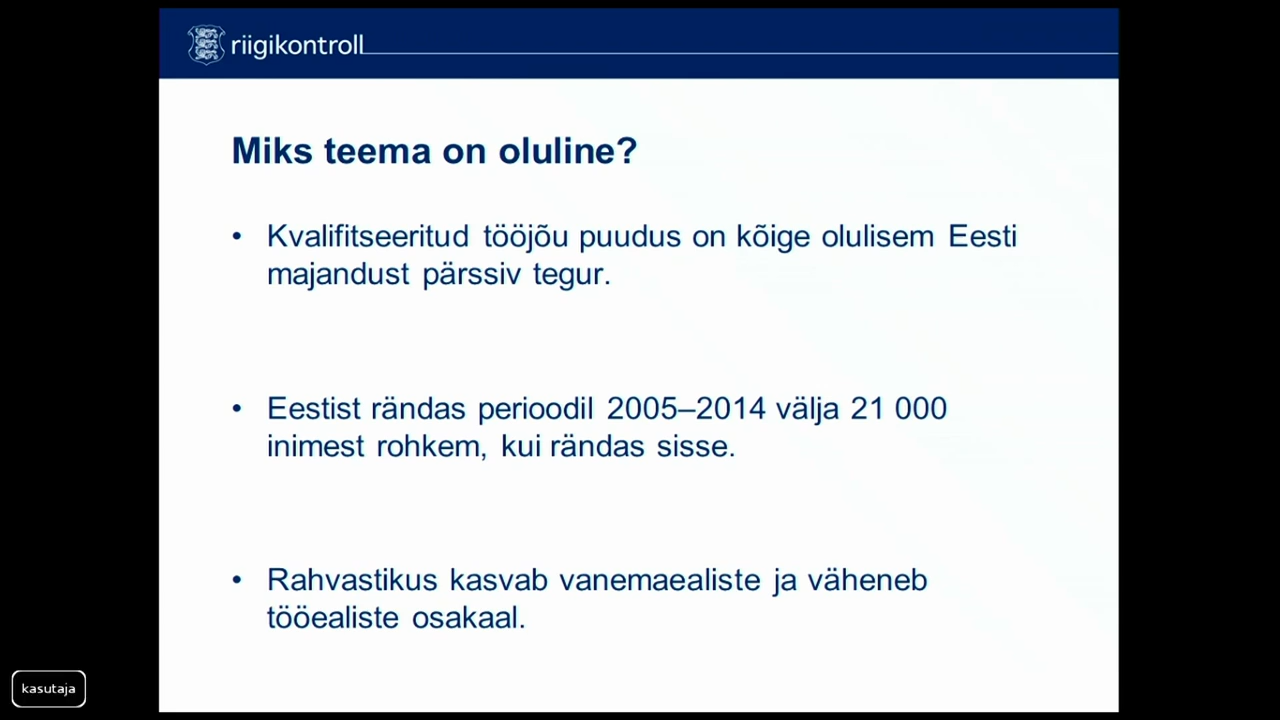 riigikontroll
Miks teema on oluline?
• Kvalifitseeritud tööjõu puudus on kõige olulisem Eesti
majandust pärssiv tegur.
• Eestist rändas perioodil 2005–2014 välja 21 000
inimest rohkem, kui rändas sisse.
• Rahvastikus kasvab vanemaealiste ja väheneb
tööealiste osakaal.
kasutaja